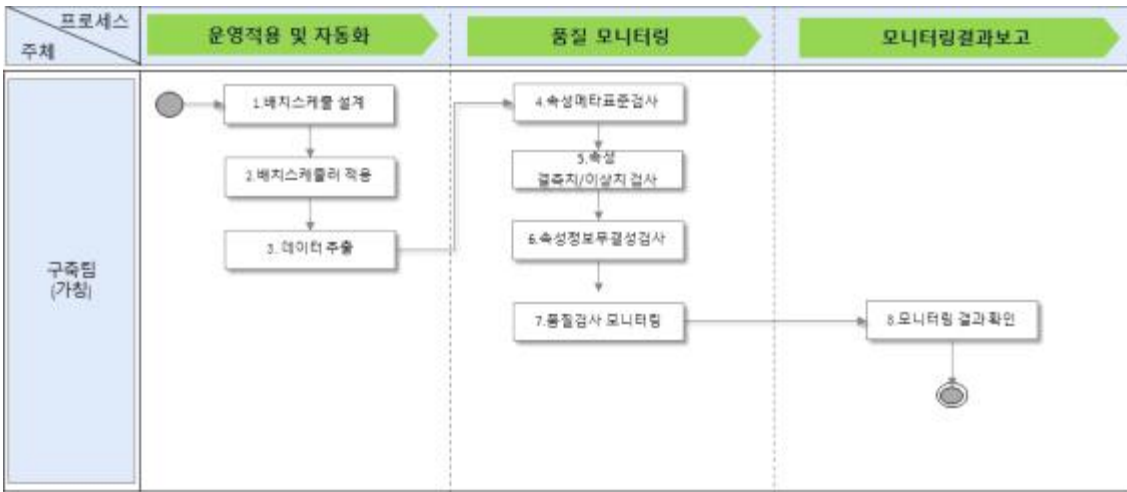 프로세스
주체
운영적용 및 자동화
품질 모니터링
모니터링결과보고
구축팀
(가칭)
1.배치스케쥴 설계
2.배치스케쥴러 적용
3. 데이터 추출
4.속성메타표준검사
5.속성
결측치/이상치 검사
6.속성정보무결성검사
7.품질검사 모니터링
8.모니터링 결과 확인